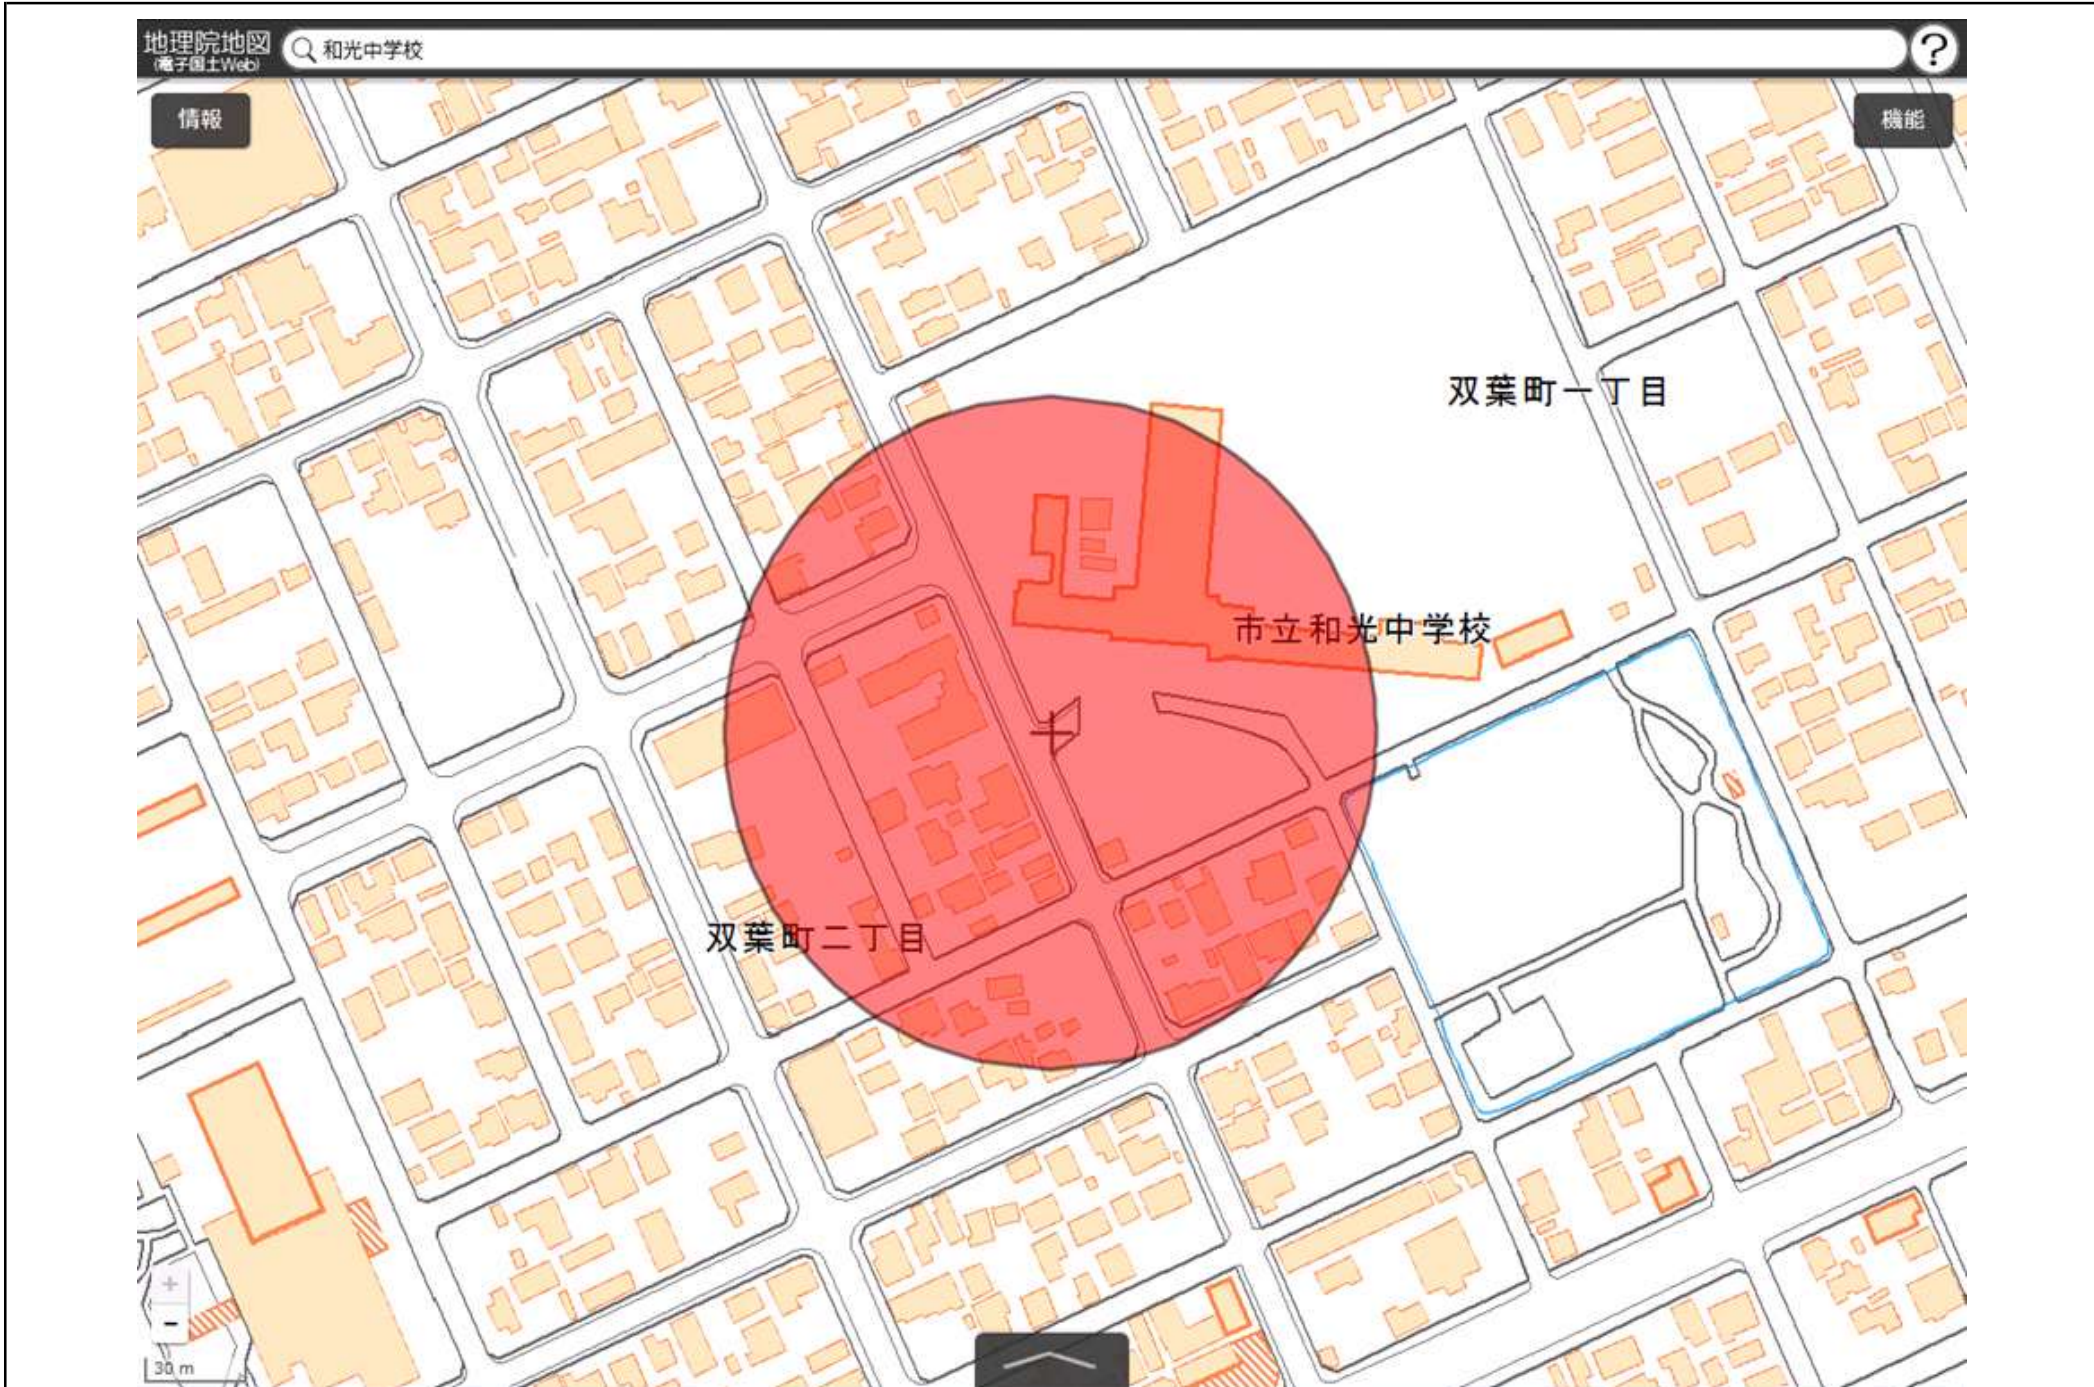 地理院地図
(電子国土Web)
和光中学校
?
情報
機能
双葉町一丁目
市立和光中学校
双葉町二丁目
+
-
30 m